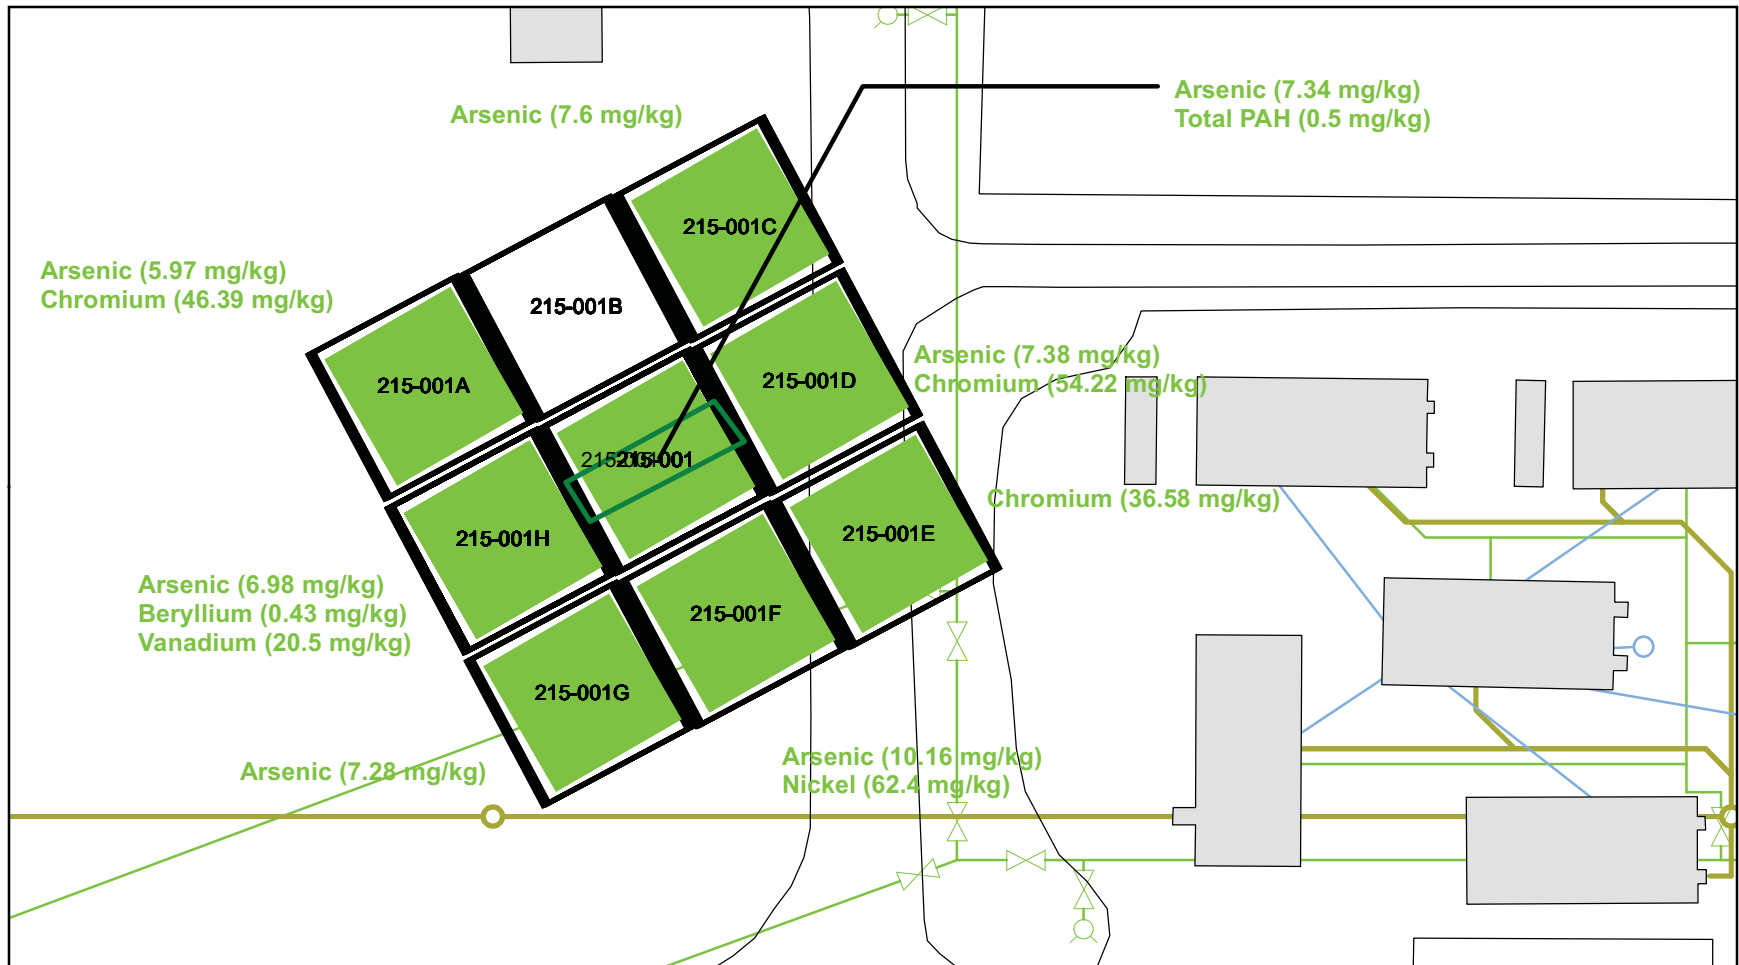 Arsenic (7.34 mg/kg)
Total PAH (0.5 mg/kg)
Arsenic (7.6 mg/kg)
215-001C
Arsenic (5.97 mg/kg)
Chromium (46.39 mg/kg)
215-001B
215-001A
215-001D
Arsenic (7.38 mg/kg)
Chromium (54.22 mg/kg)
215-001
215-001H
215-001E
Chromium (36.58 mg/kg)
Arsenic (6.98 mg/kg)
Beryllium (0.43 mg/kg)
Vanadium (20.5 mg/kg)
215-001F
215-001G
Arsenic (7.28 mg/kg)
Arsenic (10.16 mg/kg)
Nickel (62.4 mg/kg)